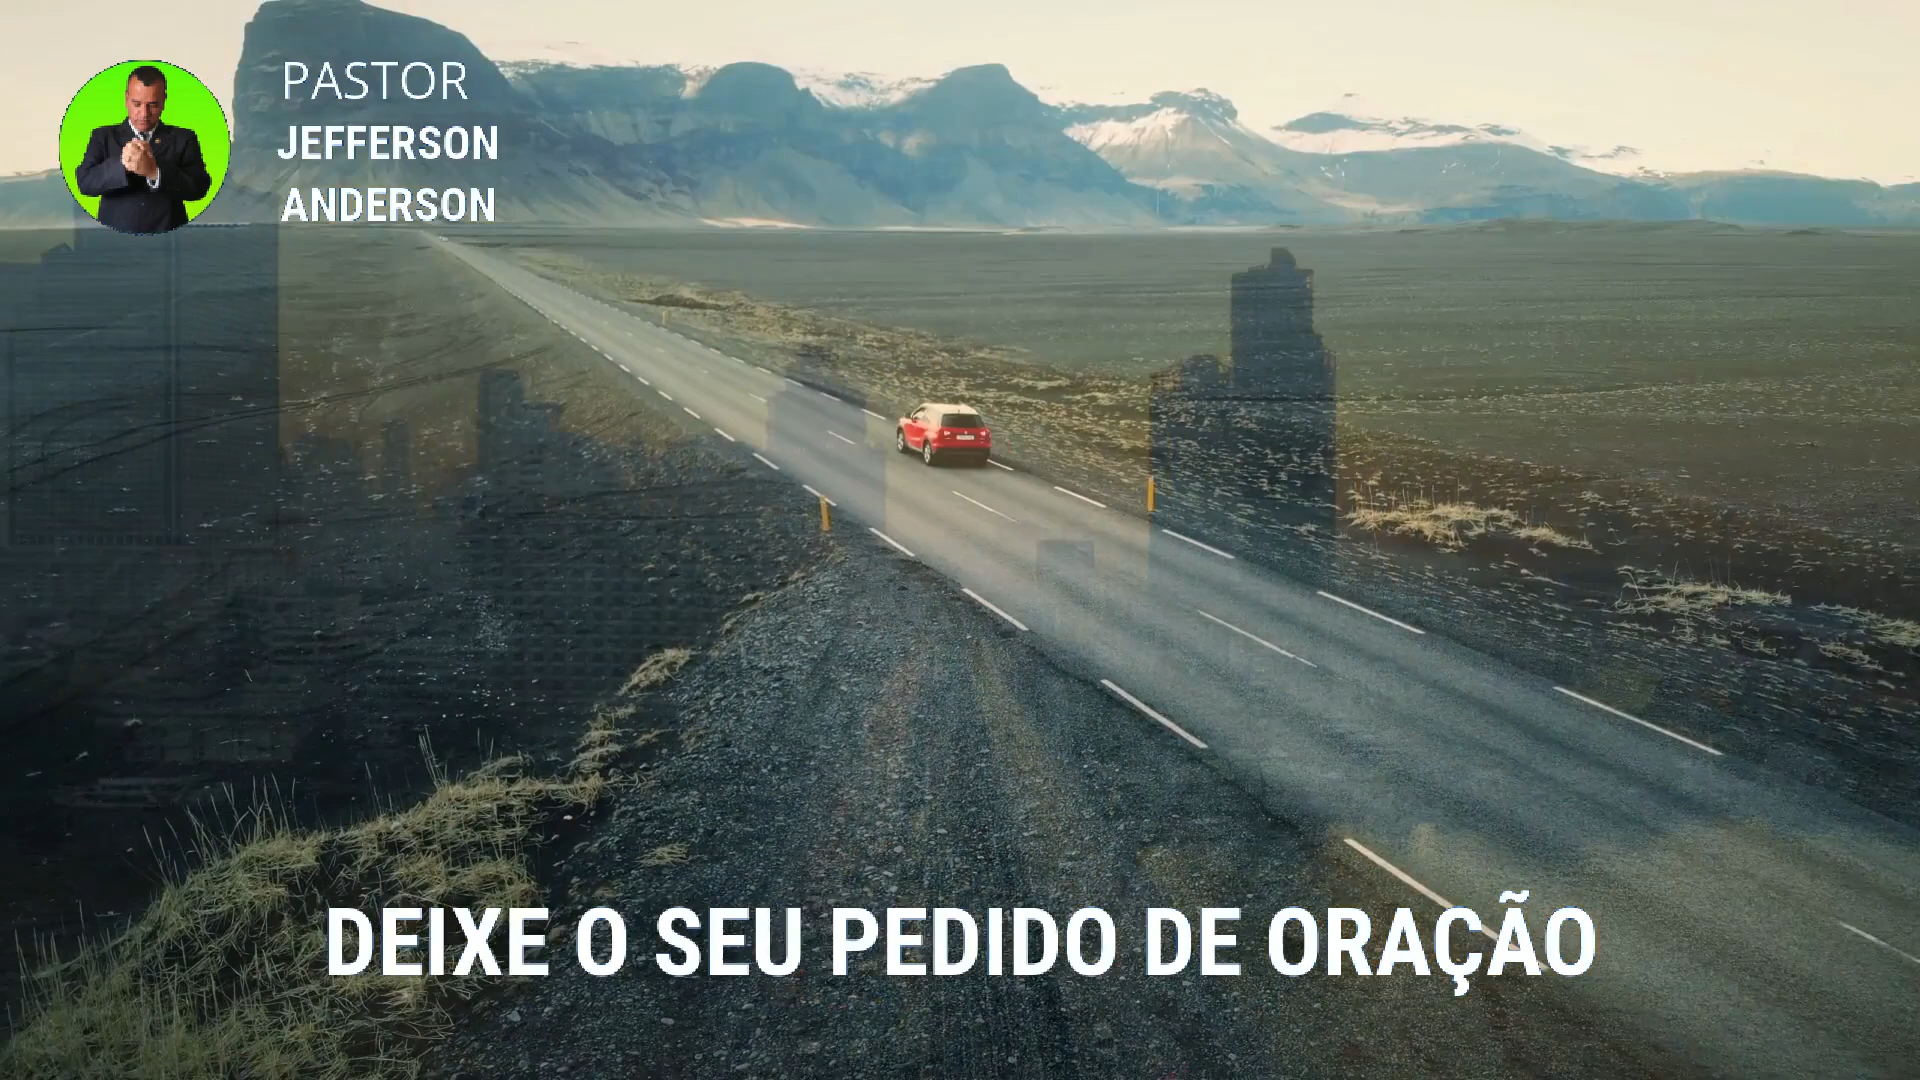 PASTOR
JEFFERSON
ANDERSON
DEIXE O SEU PEDIDO DE ORAÇÃO